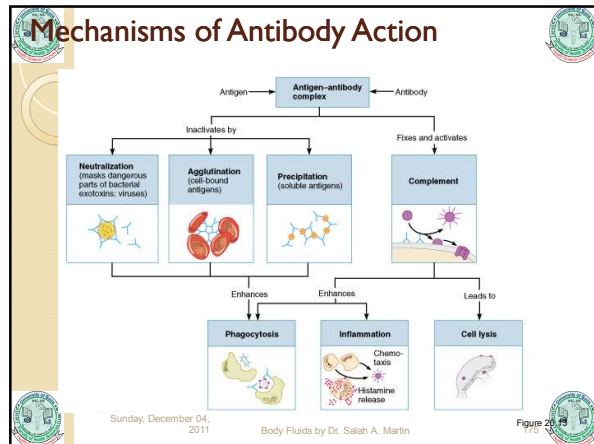 Mechanisms of Antibody Action
Antigen
Antigen–antibody
complex
Antibody
Inactivates by
Fixes and activates
Neutralization
(masks dangerous
parts of bacterial
exotoxins; viruses)
Agglutination
(cell-bound
antigens)
Precipitation
(soluble antigens)
Complement
Enhances
Enhances
Leads to
Phagocytosis
Inflammation
Cell lysis
Chemo-
taxis
Histamine
release
Sunday, December 04,
2011
Body Fluids by Dr. Salah A. Martin
Figure 20.13
175